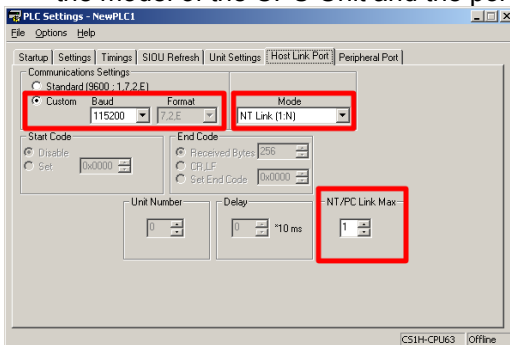 the model of the CPU Unit and the por
PLC Settings - NewPLC1
File Options Help
Startup Settings Timings SIOU Refresh Unit Settings Host Link Port Peripheral Port
Communications Settings
Standard (9600 ; 1,7,2,E)
Custom Baud Format Mode
115200 7,2,E NT Link (1:N)
Start Code End Code
Disable Received Bytes 256
Set 0x0000 CR,LF
Set End Code 0x0000
Unit Number Delay NT/PC Link Max
0 0 *10 ms 1
CS1H-CPU63 Offline